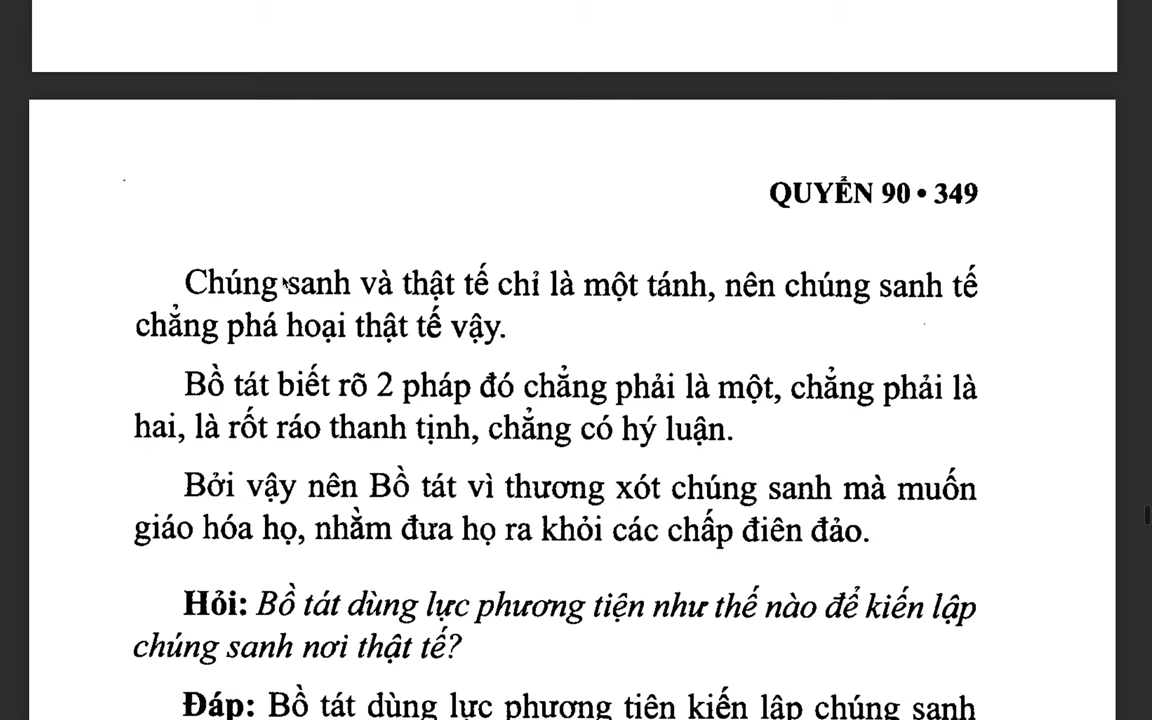 QUYỂN 90 • 349
Chúng sanh và thật tế chỉ là một tánh, nên chúng sanh tế
chẳng phá hoại thật tế vậy.
Bồ tát biết rõ 2 pháp đó chẳng phải là một, chẳng phải là
hai, là rốt ráo thanh tịnh, chẳng có hý luận.
Bởi vậy nên Bồ tát vì thương xót chúng sanh mà muốn
giáo hóa họ, nhằm đưa họ ra khỏi các chấp điên đảo.
Hỏi: Bồ tát dùng lực phương tiện như thế nào để kiến lập
chúng sanh nơi thật tế?
Đáp: Bồ tát dùng lực phương tiện kiến lập chúng sanh